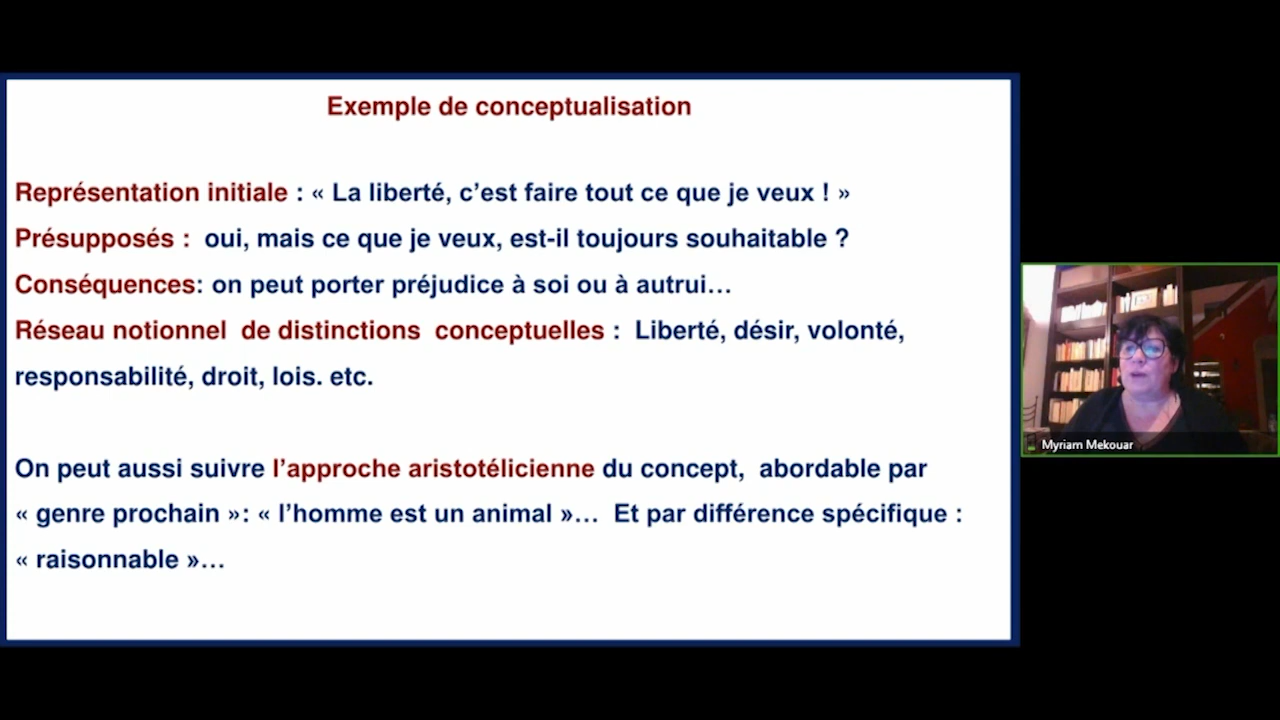 Exemple de conceptualisation
Représentation initiale : « La liberté, c’est faire tout ce que je veux ! »
Présupposés :  oui, mais ce que je veux, est-il toujours souhaitable ?
Conséquences: on peut porter préjudice à soi ou à autrui…
Réseau notionnel  de distinctions  conceptuelles :  Liberté, désir, volonté,
responsabilité, droit, lois. etc.
On peut aussi suivre l’approche aristotélicienne du concept,  abordable par
« genre prochain »: « l’homme est un animal »…  Et par différence spécifique :
« raisonnable »…
Myriam Mekouar